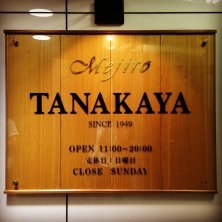 Mejiro
TANAKAYA
SINCE 1949
OPEN 11:00~20:00
定休日:日曜日
CLOSE SUNDAY